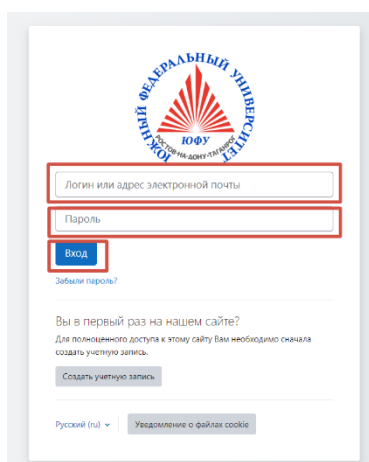 ЮЖНЫЙ ФЕДЕРАЛЬНЫЙ УНИВЕРСИТЕТ
ЮФУ
РОСТОВ-НА-ДОНУ-ТАГАНРОГ
Логин или адрес электронной почты
Пароль
Вход
Забыли пароль?
Вы в первый раз на нашем сайте?
Для полноценного доступа к этому сайту Вам необходимо сначала
создать учетную запись.
Создать учетную запись
Русский (ru)
Уведомление о файлах cookie